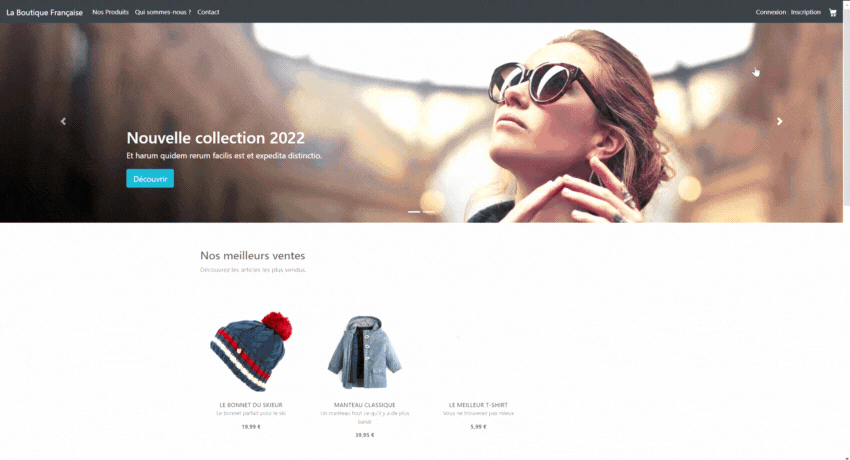 La Boutique Française Nos Produits Qui sommes-nous ? Contact Connexion Inscription
Nouvelle collection 2022
Et harum quidem rerum facilis est et expedita distinctio.
Découvrir
Nos meilleurs ventes
Découvrez les articles les plus vendus.
LE BONNET DU SKIEUR
Le bonnet parfait pour le ski
19,99 €
MANTEAU CLASSIQUE
Un manteau tout ce qu'il y a de plus
banal
39,95 €
LE MEILLEUR T-SHIRT
Vous ne trouverez pas mieux
5,99 €